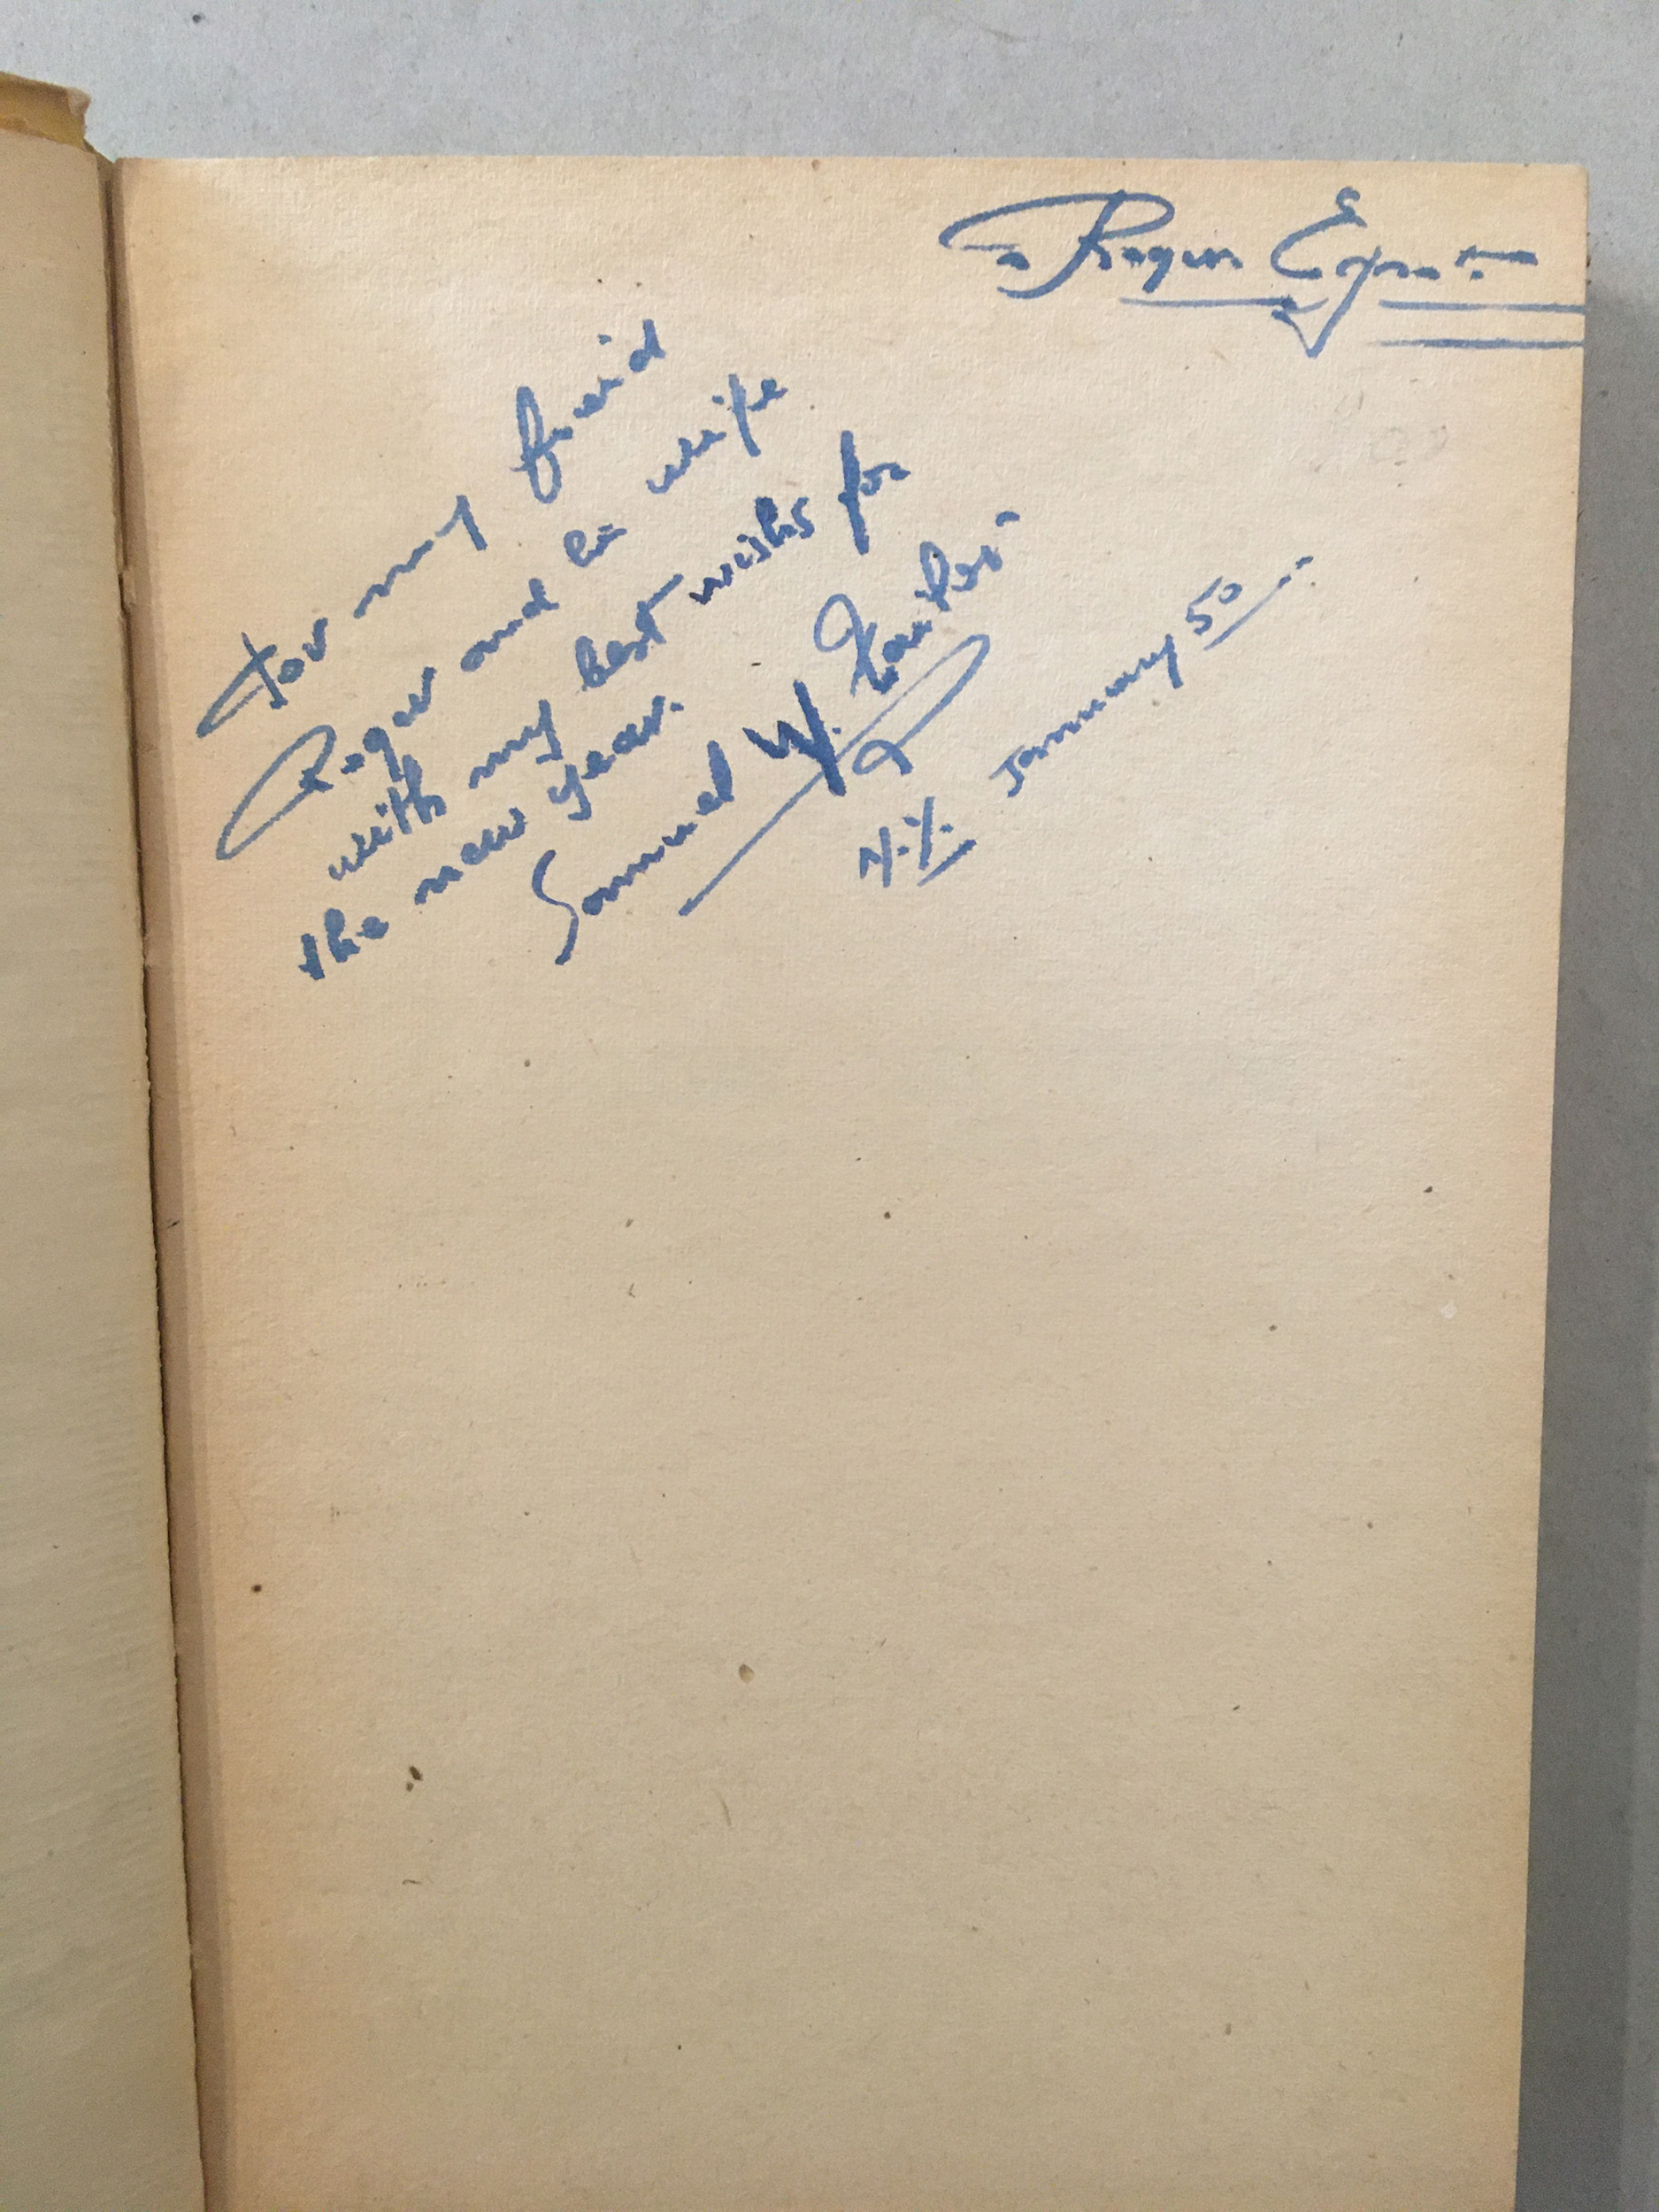 Roger
For my friend
Roger and his wife
with my best wishes for
the new year.
Samuel W.
N.Y. January 50